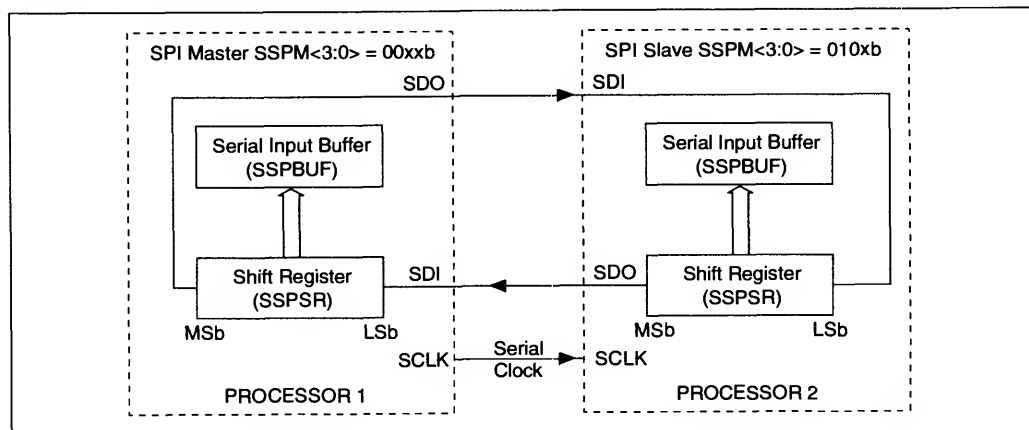 SPI Master SSPM<3:0> = 00xxb
SPI Slave SSPM<3:0> = 010xb
SDO
SDI
Serial Input Buffer
(SSPBUF)
Serial Input Buffer
(SSPBUF)
Shift Register
(SSPSR)
SDI
SDO
Shift Register
(SSPSR)
MSb
LSb
MSb
LSb
SCLK
Serial
Clock
SCLK
PROCESSOR 1
PROCESSOR 2